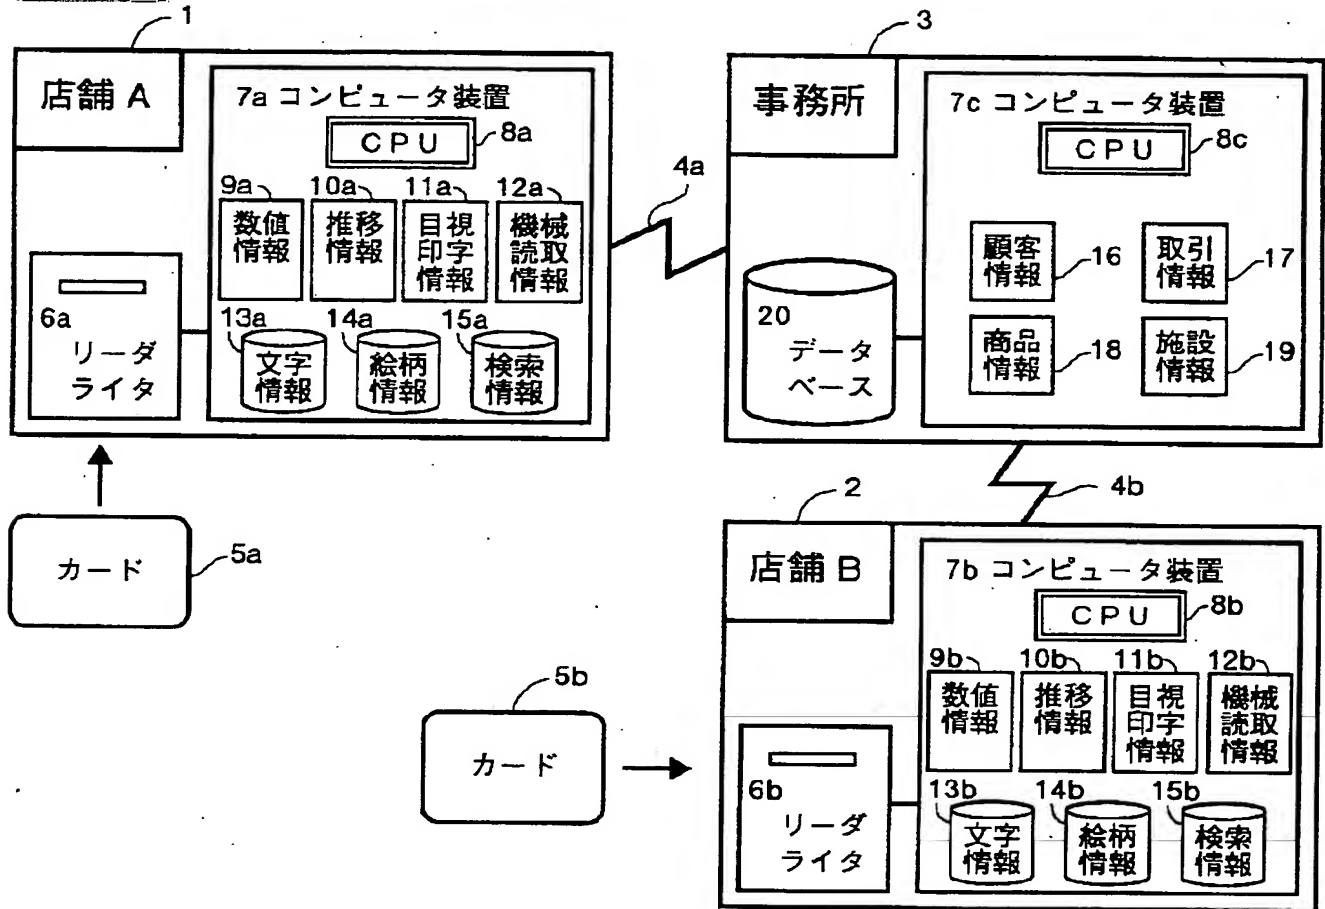 1
店舗 A
7a コンピュータ装置
CPU
8a
9a
10a
11a
12a
数値
情報
推移
情報
目視
印字
情報
機械
読取
情報
6a
リーダ
ライタ
13a
14a
15a
文字
情報
絵柄
情報
検索
情報
カード
5a
4a
3
事務所
7c コンピュータ装置
CPU
8c
顧客
情報
16
取引
情報
17
商品
情報
18
施設
情報
19
20
データ
ベース
4b
2
店舗 B
7b コンピュータ装置
CPU
8b
9b
10b
11b
12b
数値
情報
推移
情報
目視
印字
情報
機械
読取
情報
6b
リーダ
ライタ
13b
14b
15b
文字
情報
絵柄
情報
検索
情報
5b
カード